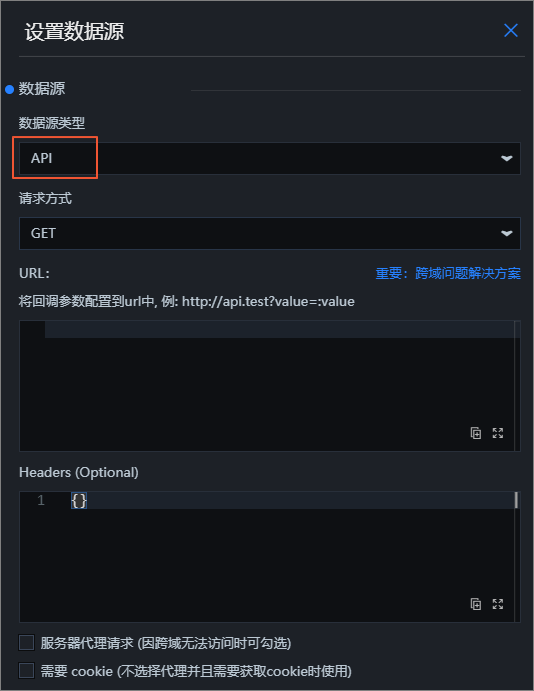 设置数据源
数据源
数据源类型
API
请求方式
GET
URL: 重要：跨域问题解决方案
将回调参数配置到url中, 例: http://api.test?value=:value
Headers (Optional)
1 {}
服务器代理请求 (因跨域无法访问时可勾选)
需要 cookie (不选择代理并且需要获取cookie时使用)